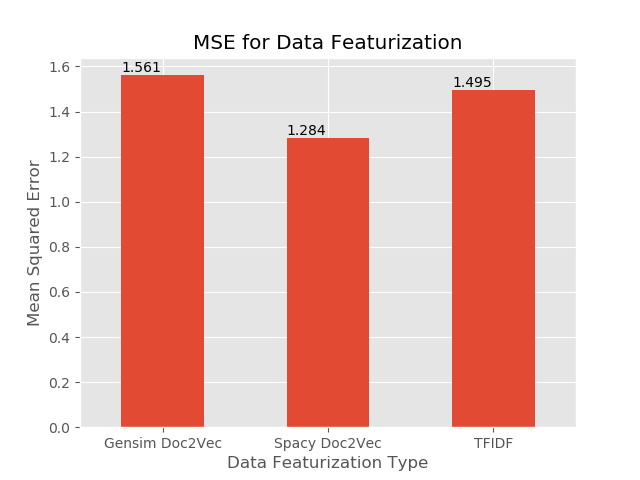 MSE for Data Featurization
1.561
1.284
1.495
1.6
1.4
1.2
1.0
0.8
0.6
0.4
0.2
0.0
Mean Squared Error
Gensim Doc2Vec
Spacy Doc2Vec
TFIDF
Data Featurization Type